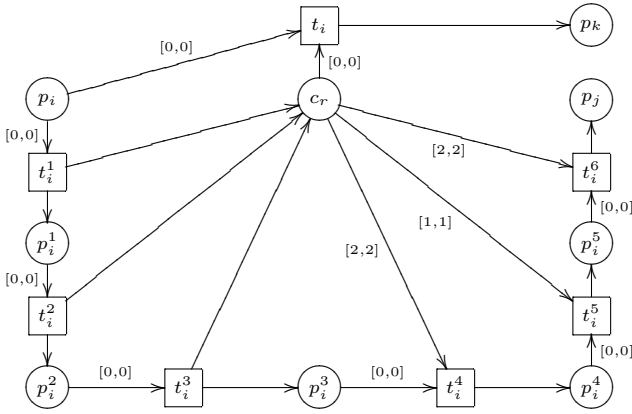 t_i p_k
[0,0]
[0,0]
p_i c_r p_j
[0,0]
[2,2]
t_i^1 t_i^6
[0,0]
p_i^1 [1,1] p_i^5
[2,2]
[0,0]
t_i^2 t_i^5
[0,0]
[0,0] [0,0]
p_i^2 t_i^3 p_i^3 t_i^4 p_i^4